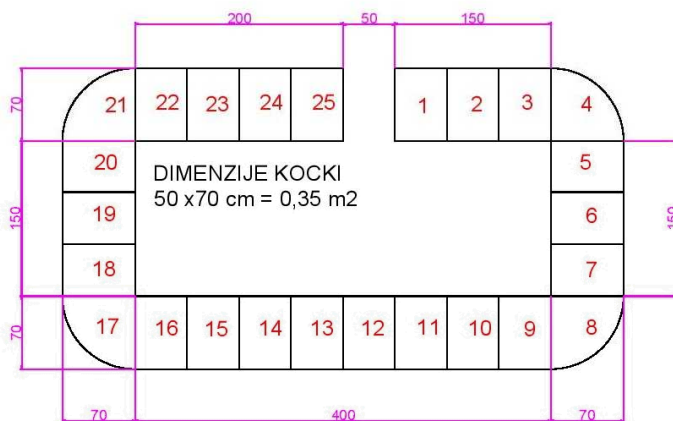 200 50 150
70 21 22 23 24 25 1 2 3 4
20 DIMENZIJE KOCKI 5
50 x70 cm = 0,35 m2
150 19 6 150
18 7
70 17 16 15 14 13 12 11 10 9 8
70 400 70